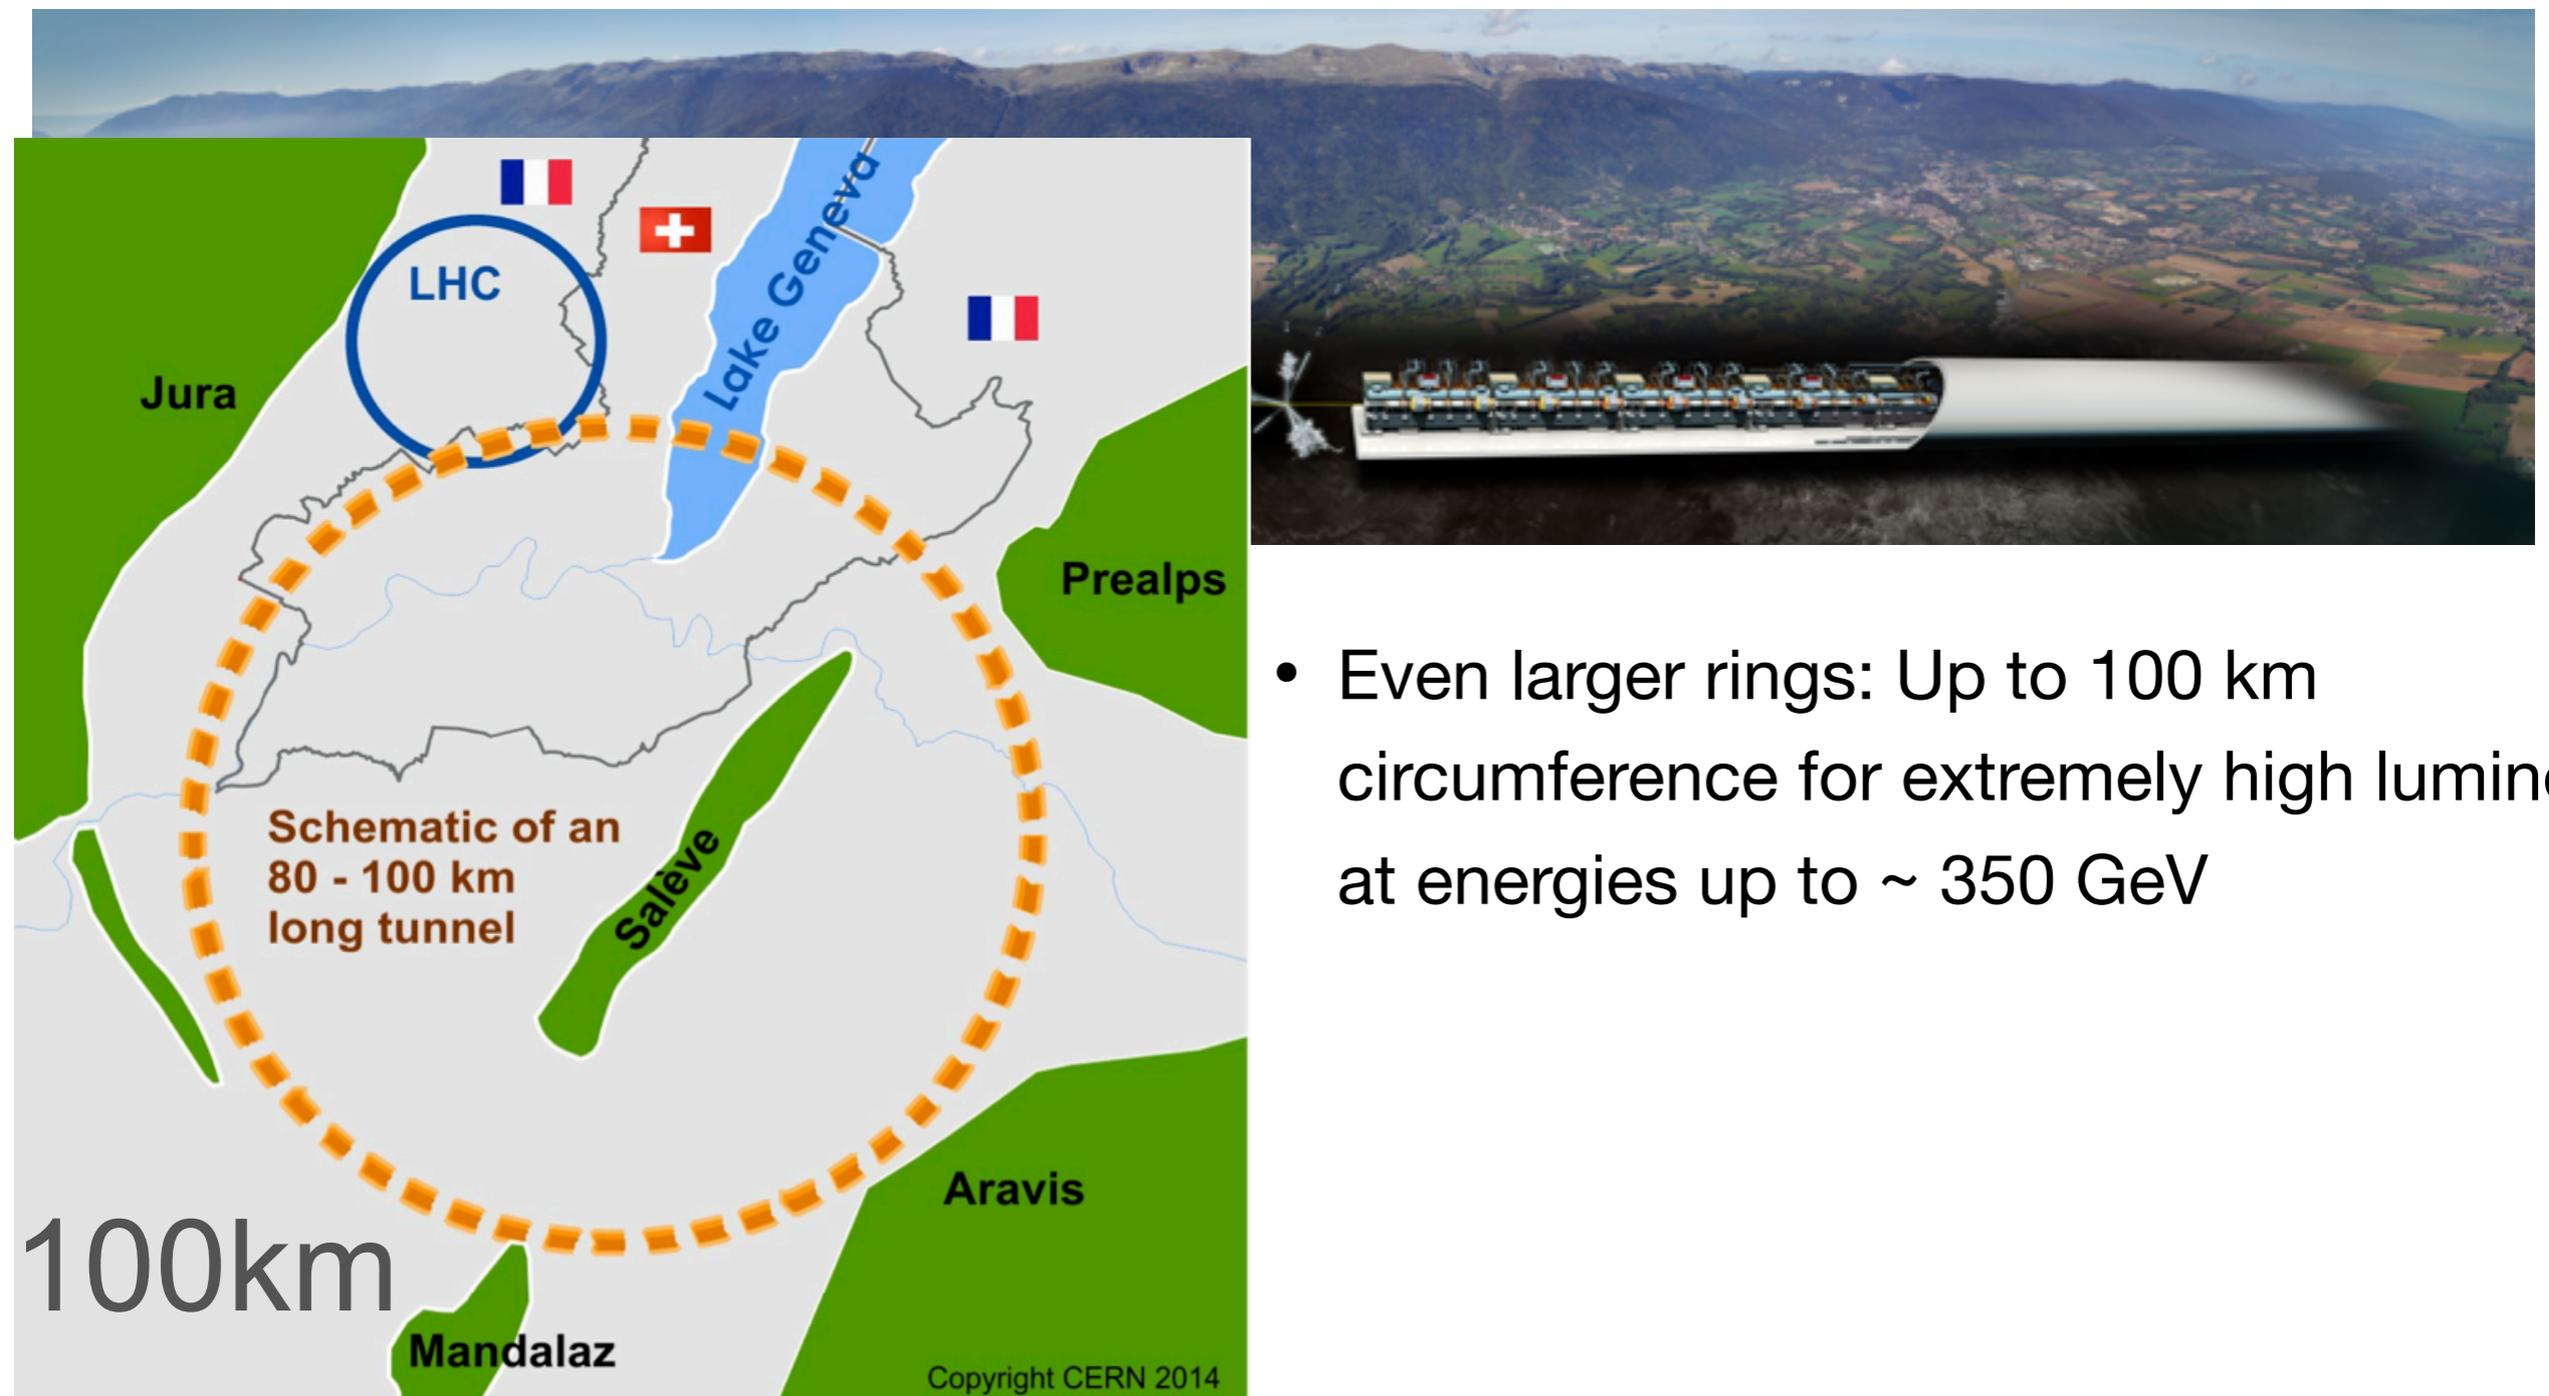 LHC
Lake Geneva
Jura
Prealps
Schematic of an
80 - 100 km
long tunnel
Salève
Aravis
100km
Mandalaz
Copyright CERN 2014
• Even larger rings: Up to 100 km
circumference for extremely high lumin
at energies up to ~ 350 GeV